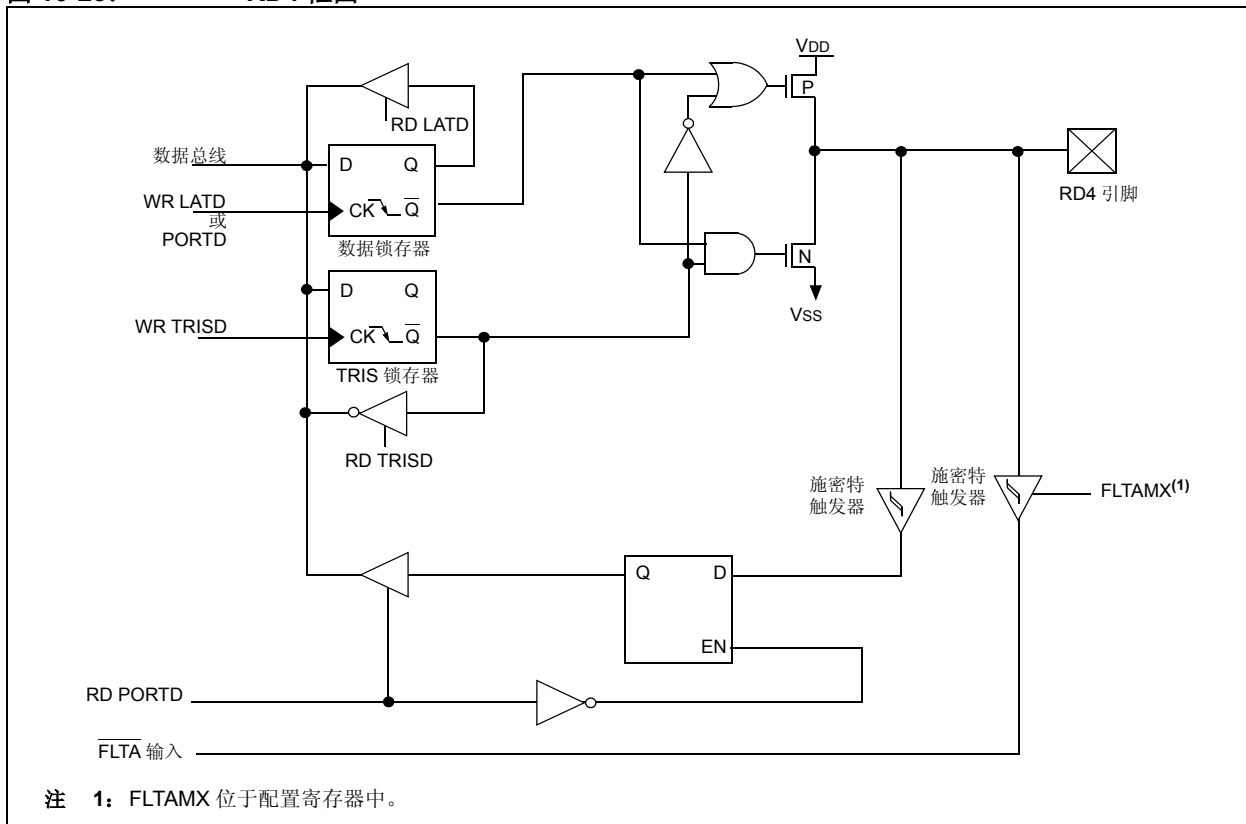 VDD
P
RD LATD
数据总线
D Q
RD4 引脚
WR LATD
或
PORTD
CK Q
数据锁存器
N
D Q
VSS
WR TRISD
CK Q
TRIS 锁存器
RD TRISD
施密特
触发器
施密特
触发器
FLTAMX(1)
Q D
EN
RD PORTD
FLTA 输入
注 1: FLTAMX 位于配置寄存器中。